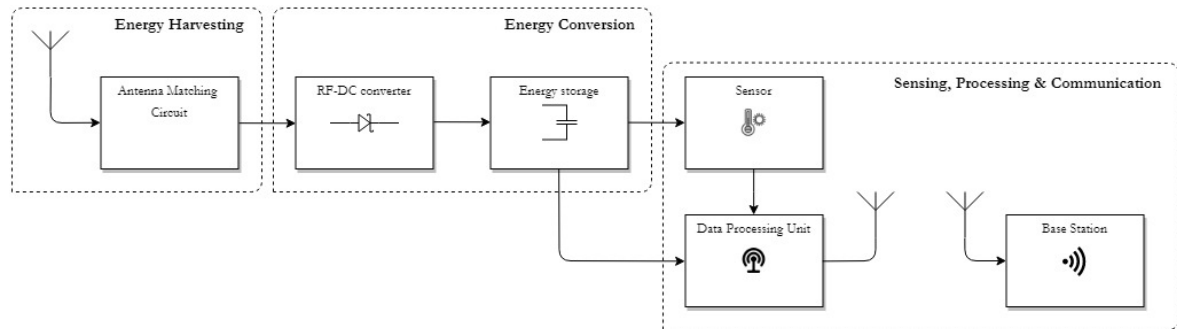 Energy Harvesting
Energy Conversion
Sensing, Processing & Communication
Antenna Matching
Circuit
RF-DC converter
Energy storage
Sensor
Data Processing Unit
Base Station